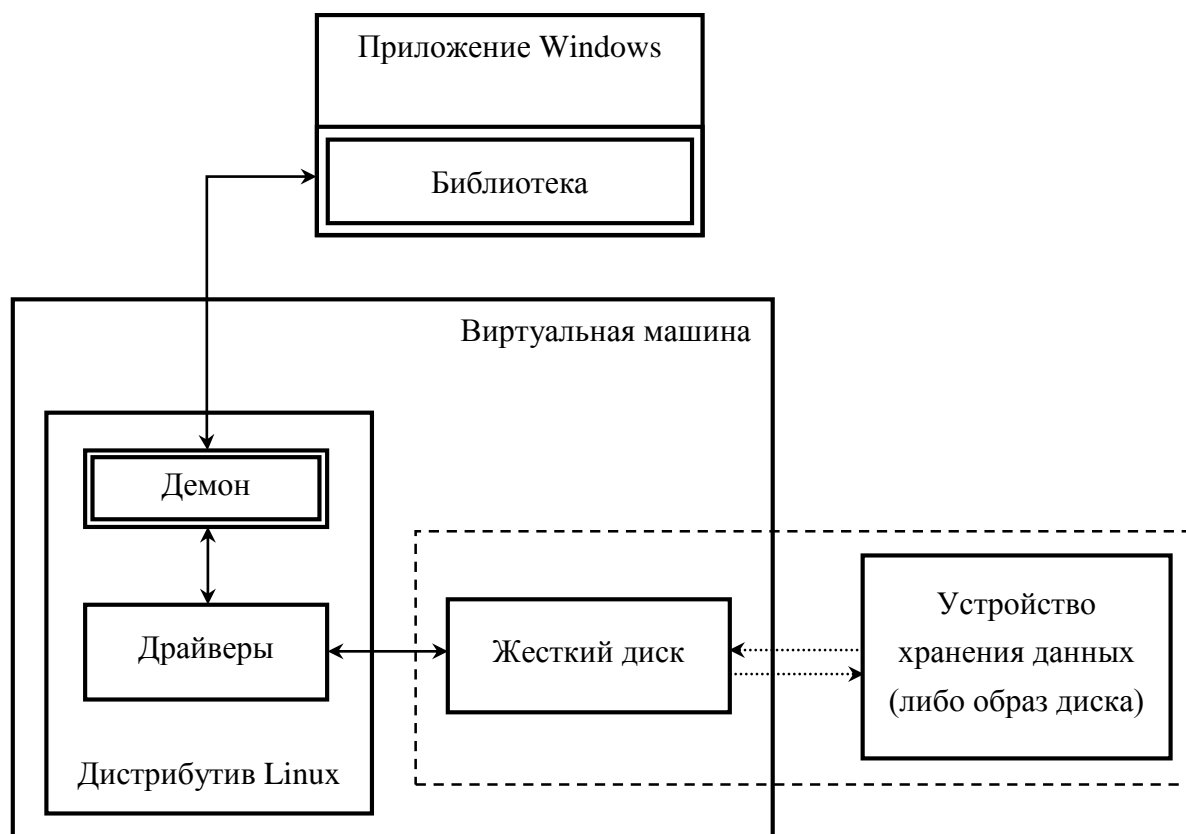 Приложение Windows
Библиотека
Виртуальная машина
Демон
Драйверы
Жесткий диск
Устройство
хранения данных
(либо образ диска)
Дистрибутив Linux